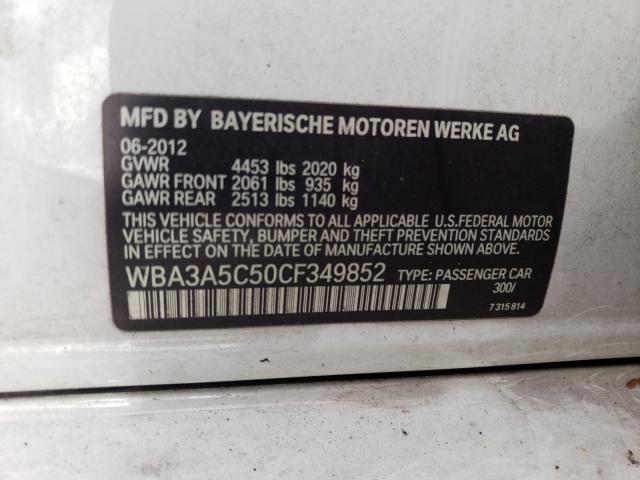 MFD BY BAYERISCHE MOTOREN WERKE AG
06-2012
GVWR 4453 lbs 2020 kg
GAWR FRONT 2061 lbs 935 kg
GAWR REAR 2513 lbs 1140 kg
THIS VEHICLE CONFORMS TO ALL APPLICABLE U.S.FEDERAL MOTOR
VEHICLE SAFETY, BUMPER AND THEFT PREVENTION STANDARDS
IN EFFECT ON THE DATE OF MANUFACTURE SHOWN ABOVE.
WBA3A5C50CF349852 TYPE: PASSENGER CAR
300/
7 315 814